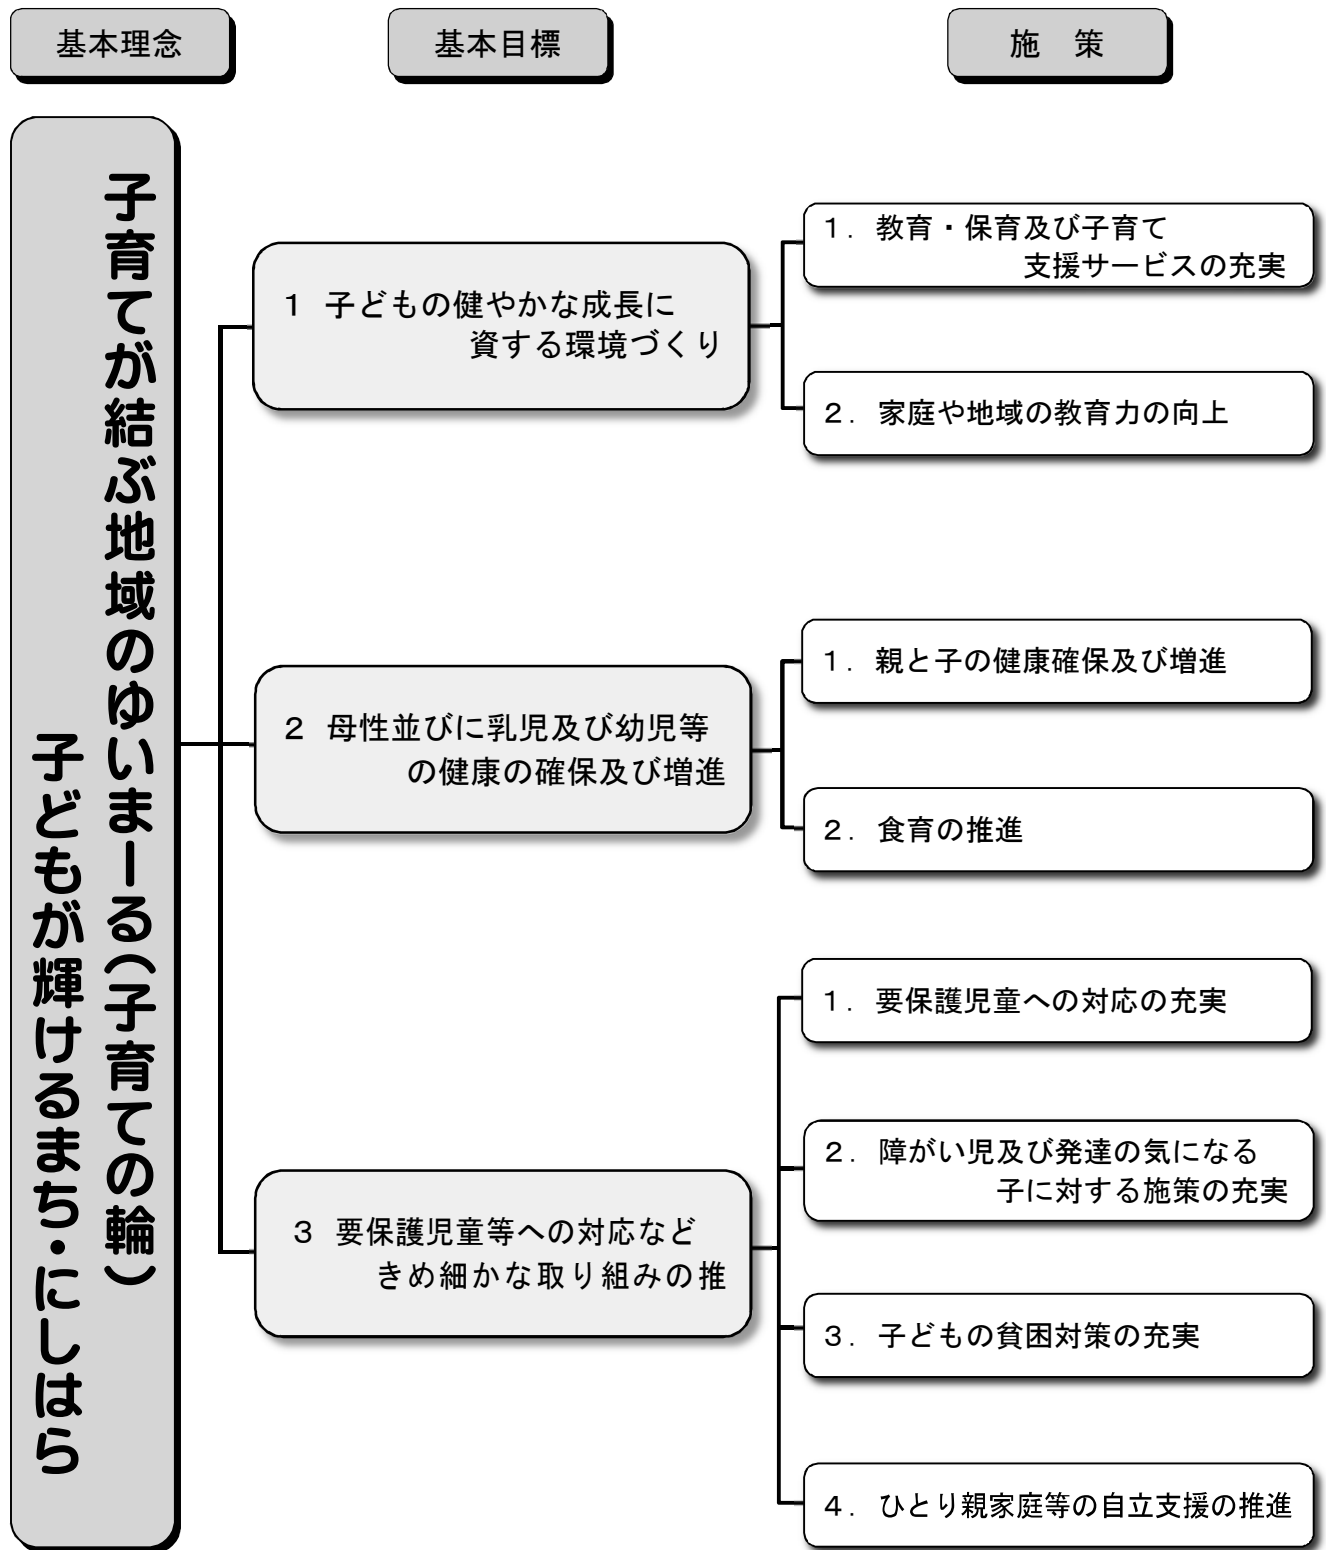 基本理念
基本目標
施　策
子育てが結ぶ地域のゆいまーる（子育ての輪）
子どもが輝けるまち・にしはら
1　子どもの健やかな成長に
資する環境づくり
1．教育・保育及び子育て
支援サービスの充実
2．家庭や地域の教育力の向上
2　母性並びに乳児及び幼児等
の健康の確保及び増進
1．親と子の健康確保及び増進
2．食育の推進
3　要保護児童等への対応など
きめ細かな取り組みの推
1．要保護児童への対応の充実
2．障がい児及び発達の気になる
子に対する施策の充実
3．子どもの貧困対策の充実
4．ひとり親家庭等の自立支援の推進